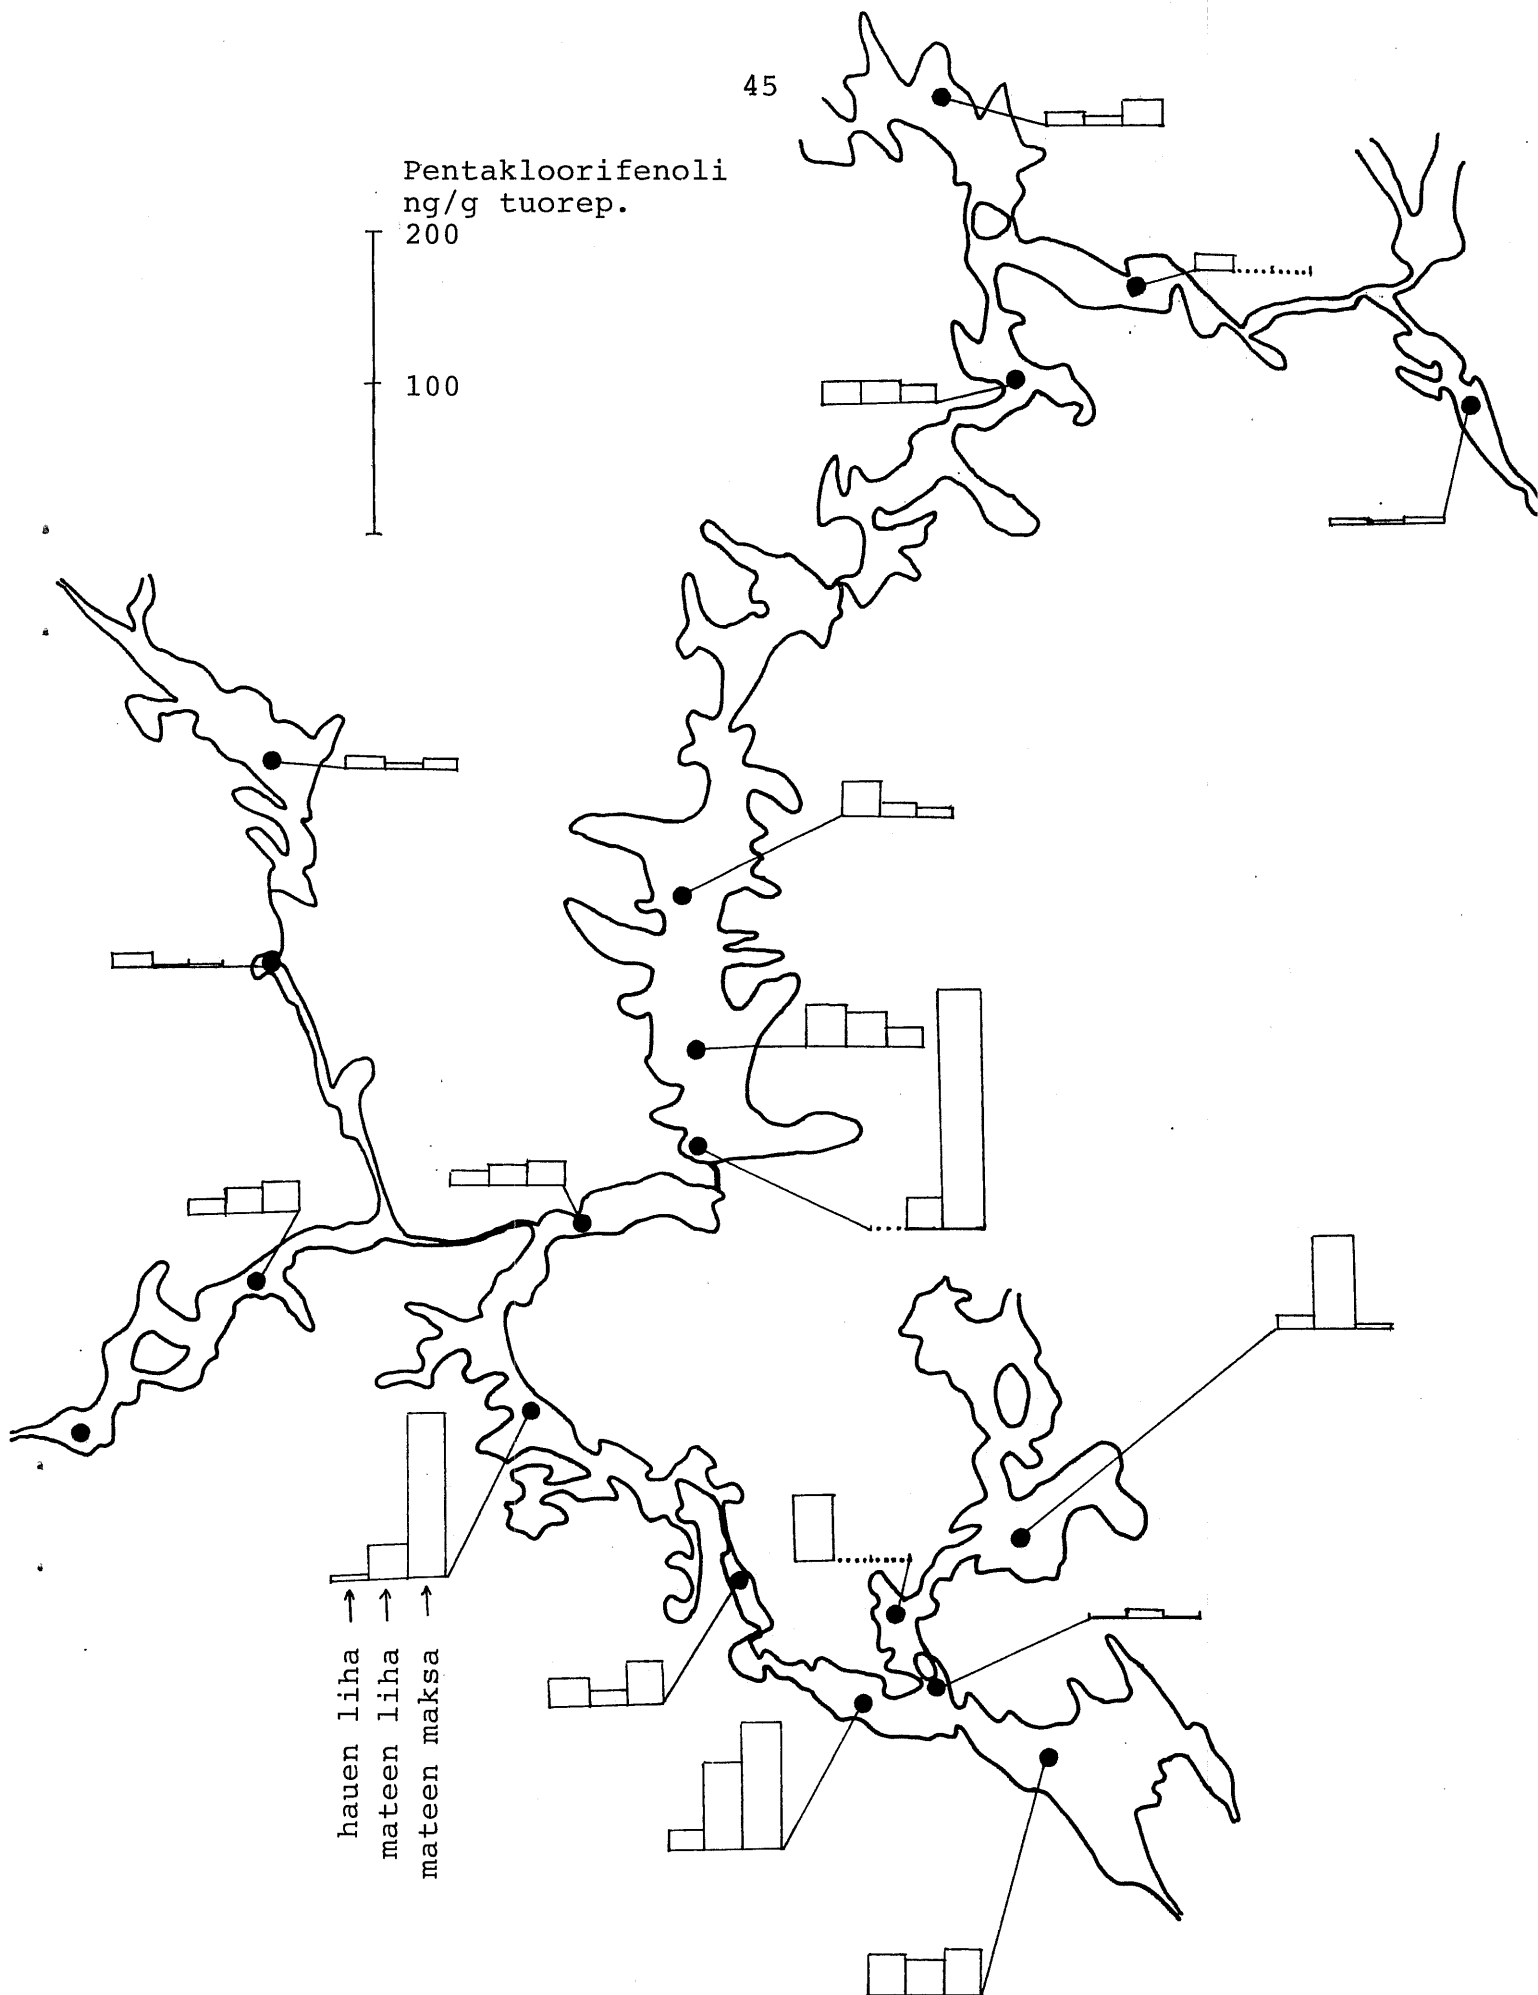 45
Pentakloorifenoli
ng/g tuorep.
200
100
hauen liha
mateen liha
mateen maksa